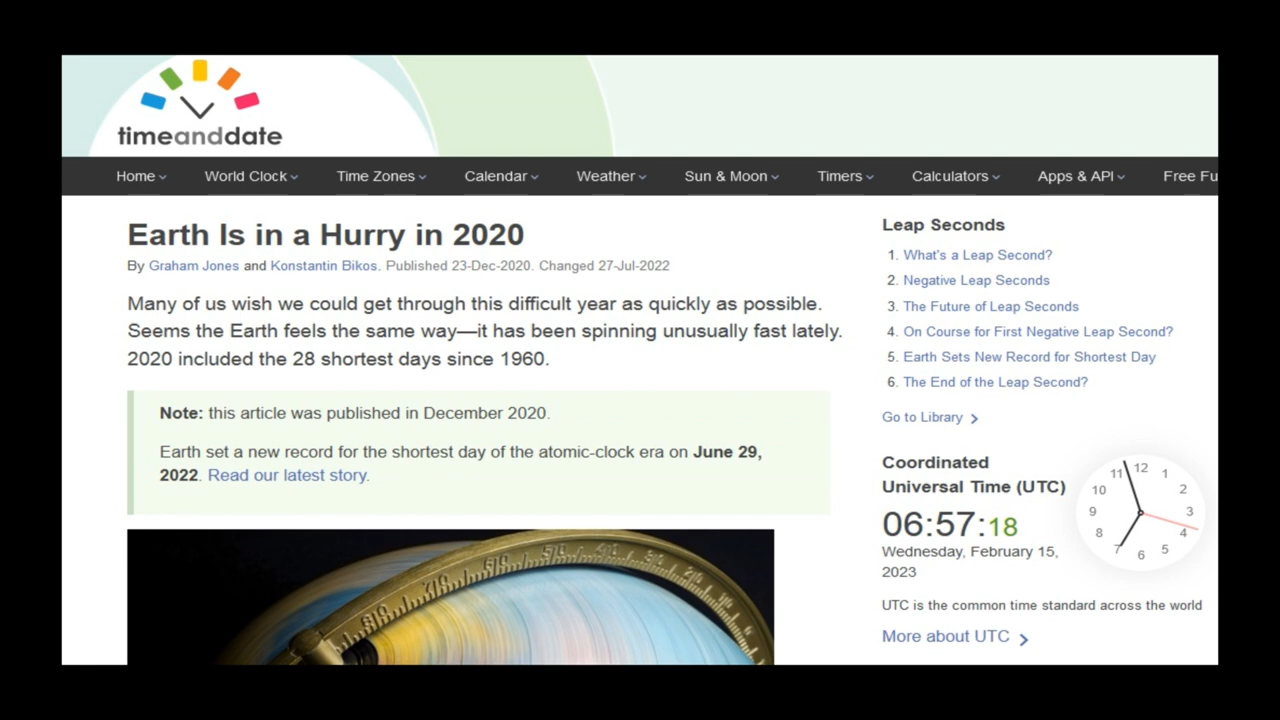 timeanddate
Home World Clock Time Zones Calendar Weather Sun & Moon Timers Calculators Apps & API Free Fu
Earth Is in a Hurry in 2020
By Graham Jones and Konstantin Bikos. Published 23-Dec-2020. Changed 27-Jul-2022
Many of us wish we could get through this difficult year as quickly as possible.
Seems the Earth feels the same way—it has been spinning unusually fast lately.
2020 included the 28 shortest days since 1960.
Note: this article was published in December 2020.
Earth set a new record for the shortest day of the atomic-clock era on June 29,
2022. Read our latest story.
Leap Seconds
1. What's a Leap Second?
2. Negative Leap Seconds
3. The Future of Leap Seconds
4. On Course for First Negative Leap Second?
5. Earth Sets New Record for Shortest Day
6. The End of the Leap Second?
Go to Library
Coordinated
Universal Time (UTC)
06:57:18
Wednesday, February 15,
2023
12 1 2 3 4 5 6 7 8 9 10 11
UTC is the common time standard across the world
More about UTC